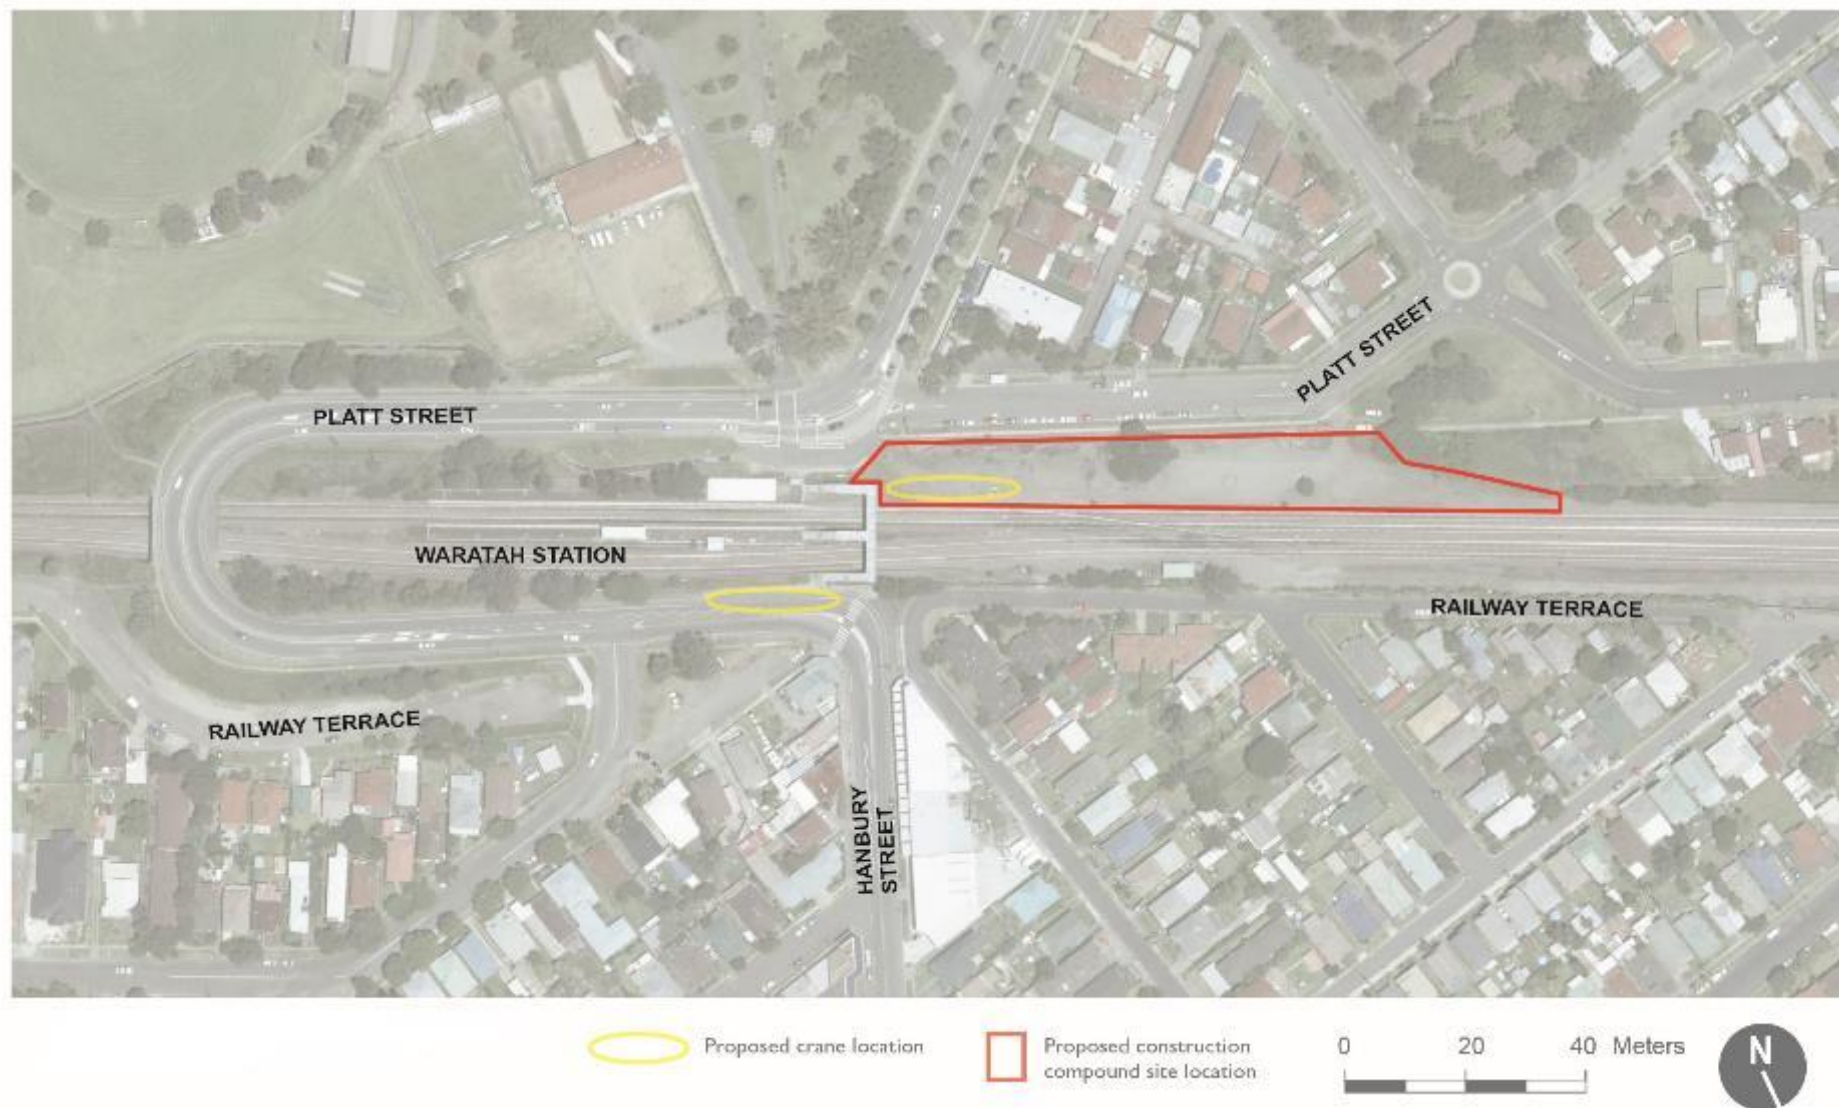 PLATT STREET
PLATT STREET
WARATAH STATION
RAILWAY TERRACE
RAILWAY TERRACE
HANBURY
STREET
Proposed crane location
Proposed construction
compound site location
0 20 40 Meters
N